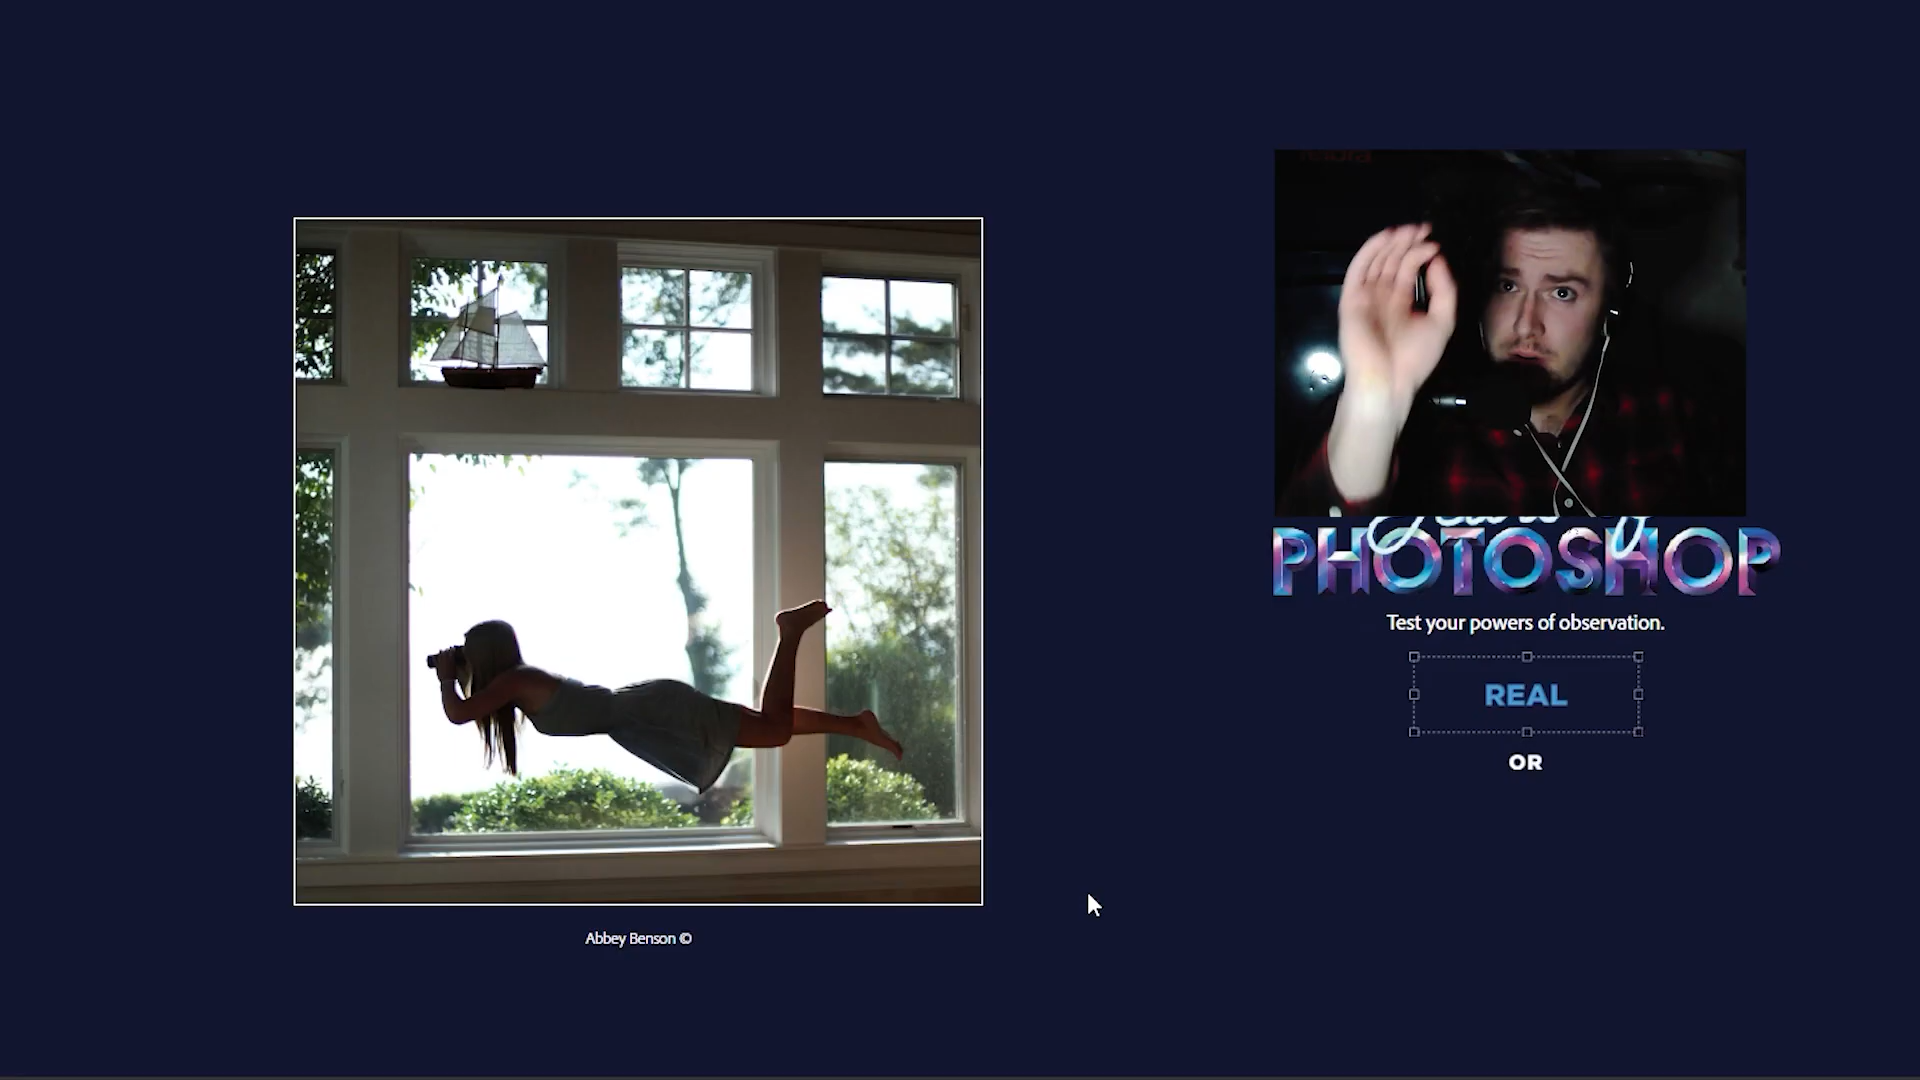 PHOTOSHOP
Test your powers of observation.
REAL
OR
Abbey Benson ©